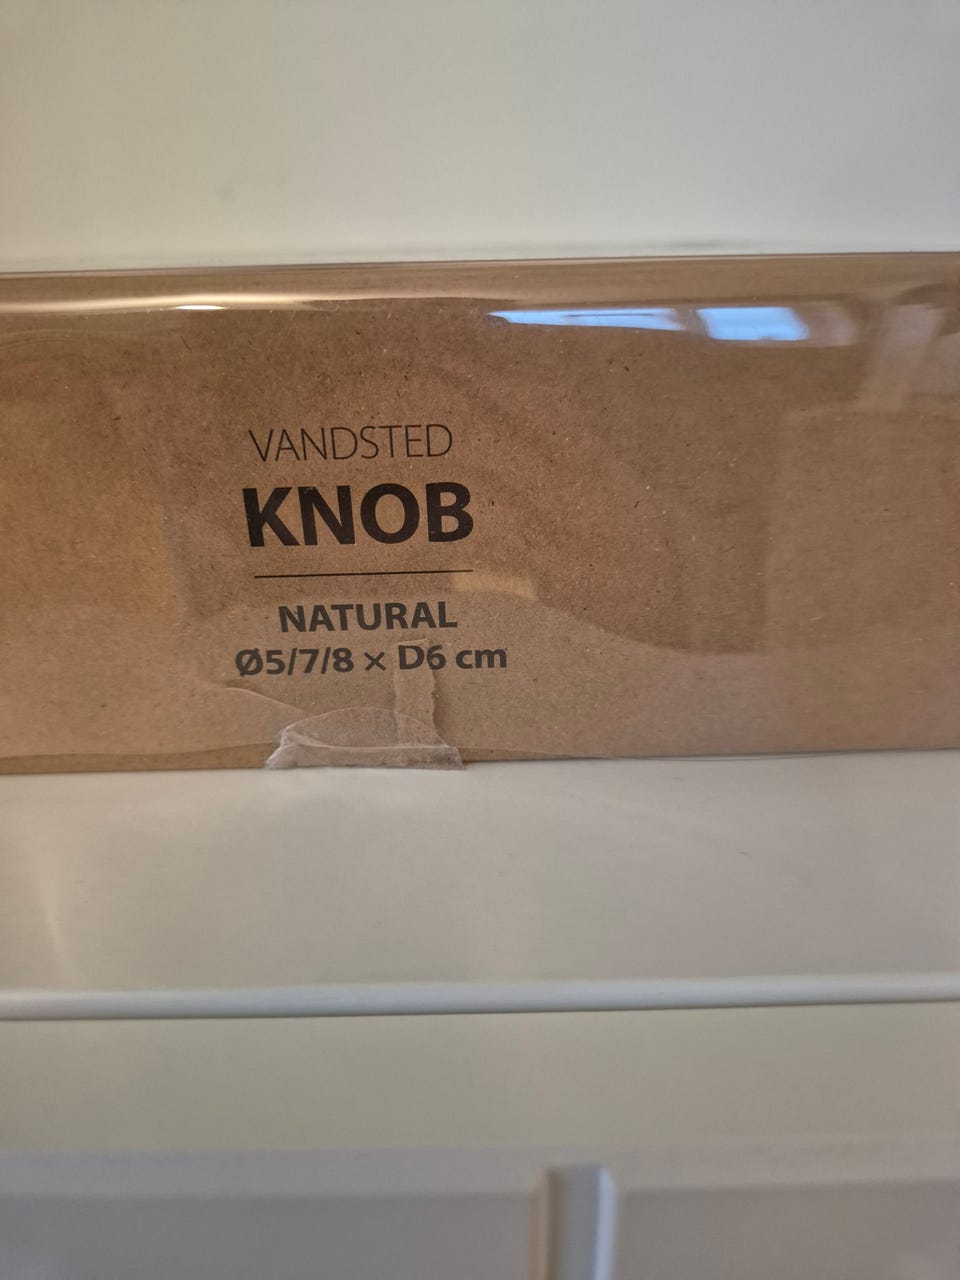 VANDSTED
KNOB
NATURAL
Ø5/7/8 × D6 cm